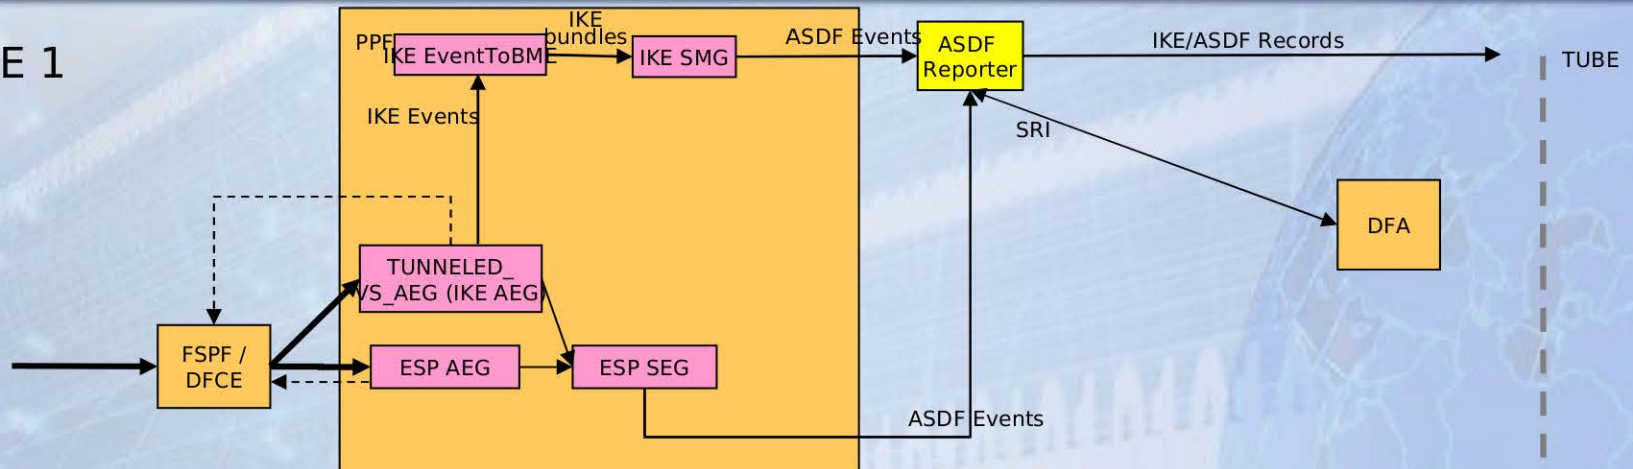 E 1
PPF
IKE EventToBME
IKE
bundles
IKE SMG
ASDF Events
ASDF
Reporter
IKE/ASDF Records
TUBE
IKE Events
SRI
DFA
TUNNELED_
VS_AEG (IKE AEG)
FSPF /
DFCE
ESP AEG
ESP SEG
ASDF Events